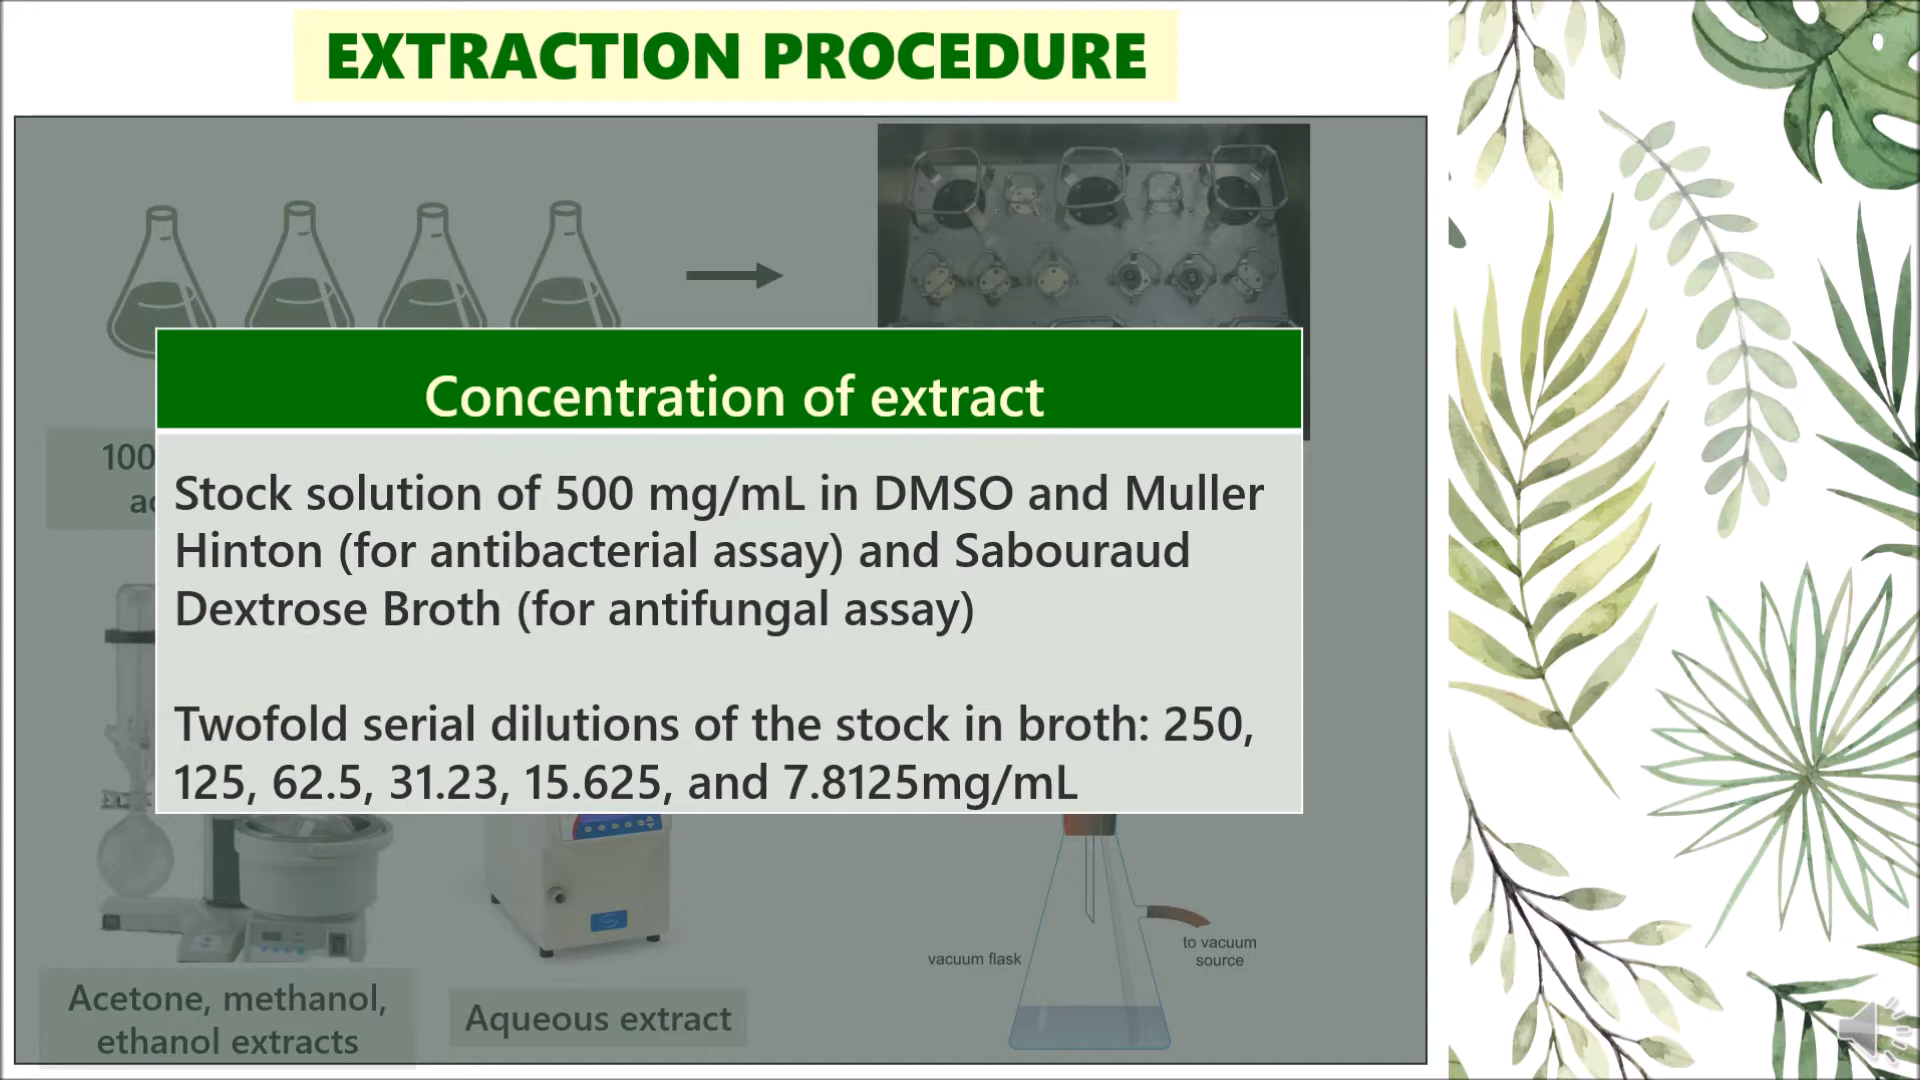 EXTRACTION PROCEDURE
Concentration of extract
100
Stock solution of 500 mg/mL in DMSO and Muller
Hinton (for antibacterial assay) and Sabouraud
Dextrose Broth (for antifungal assay)
Twofold serial dilutions of the stock in broth: 250,
125, 62.5, 31.23, 15.625, and 7.8125mg/mL
vacuum flask
to vacuum
source
Acetone, methanol,
ethanol extracts
Aqueous extract